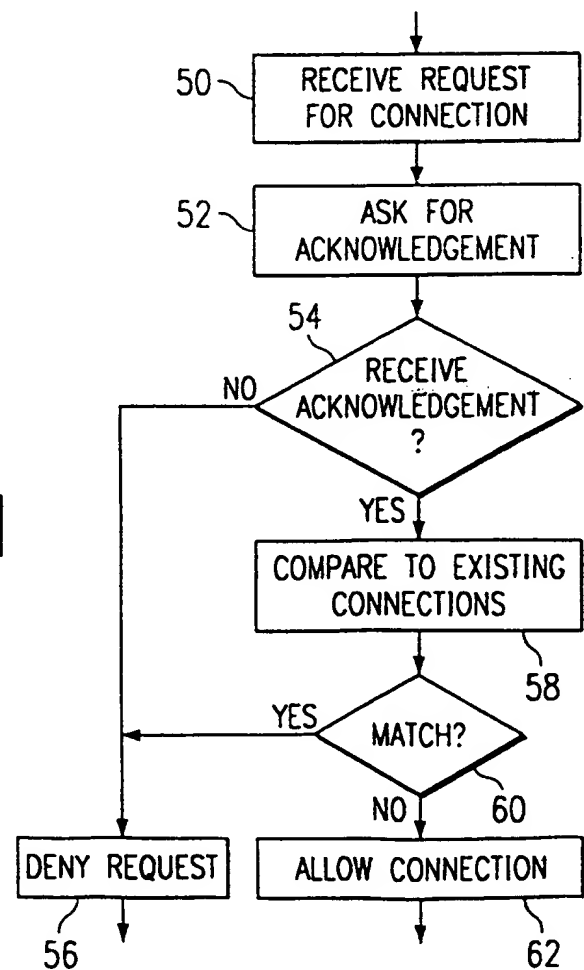 50
RECEIVE REQUEST
FOR CONNECTION
52
ASK FOR
ACKNOWLEDGEMENT
54
RECEIVE
ACKNOWLEDGEMENT
?
NO
YES
COMPARE TO EXISTING
CONNECTIONS
58
YES
MATCH?
60
NO
DENY REQUEST
56
ALLOW CONNECTION
62